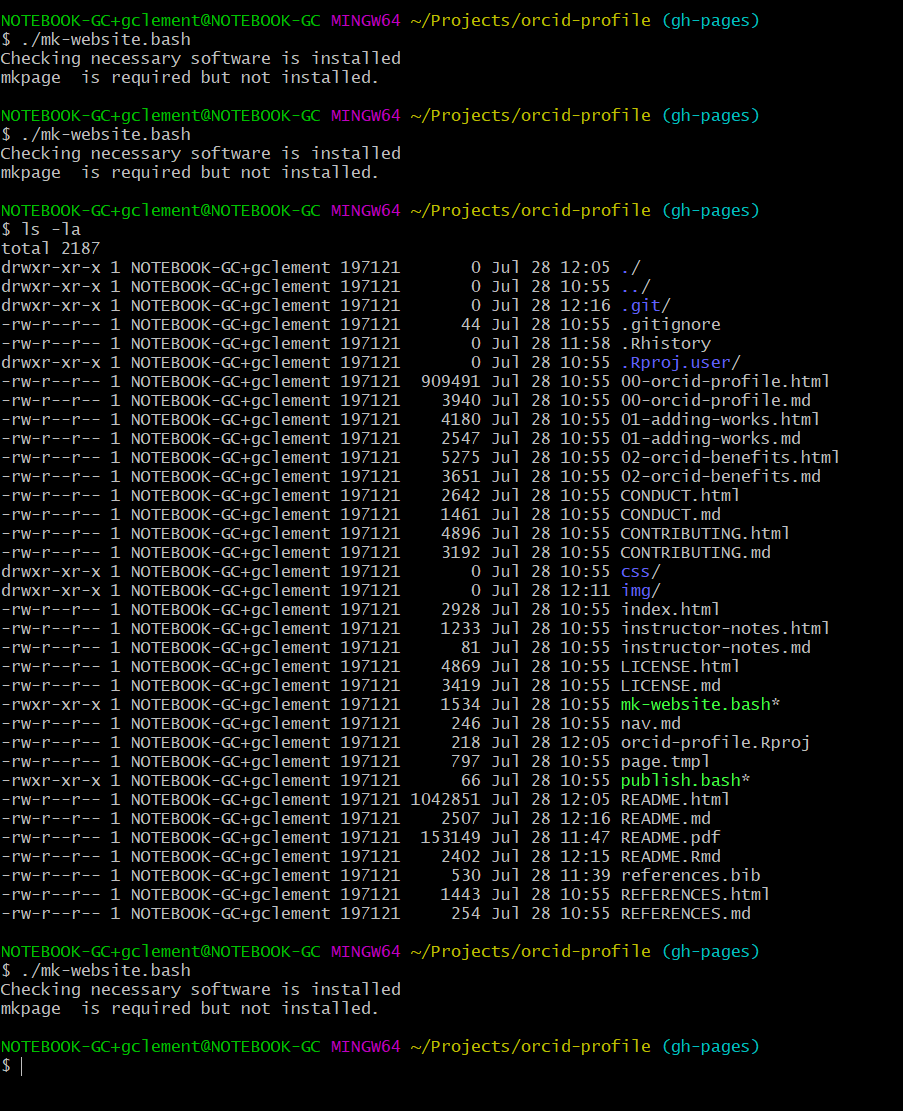 NOTEBOOK-GC+gclement@NOTEBOOK-GC MINGW64 ~/Projects/orcid-profile (gh-pages)
$ ./mk-website.bash
Checking necessary software is installed
mkpage  is required but not installed.

NOTEBOOK-GC+gclement@NOTEBOOK-GC MINGW64 ~/Projects/orcid-profile (gh-pages)
$ ./mk-website.bash
Checking necessary software is installed
mkpage  is required but not installed.

NOTEBOOK-GC+gclement@NOTEBOOK-GC MINGW64 ~/Projects/orcid-profile (gh-pages)
$ ls -la
total 2187
drwxr-xr-x 1 NOTEBOOK-GC+gclement 197121       0 Jul 28 12:05 ./
drwxr-xr-x 1 NOTEBOOK-GC+gclement 197121       0 Jul 28 10:55 ../
drwxr-xr-x 1 NOTEBOOK-GC+gclement 197121       0 Jul 28 12:16 .git/
-rw-r--r-- 1 NOTEBOOK-GC+gclement 197121      44 Jul 28 10:55 .gitignore
-rw-r--r-- 1 NOTEBOOK-GC+gclement 197121       0 Jul 28 11:58 .Rhistory
drwxr-xr-x 1 NOTEBOOK-GC+gclement 197121       0 Jul 28 10:55 .Rproj.user/
-rw-r--r-- 1 NOTEBOOK-GC+gclement 197121  909491 Jul 28 10:55 00-orcid-profile.html
-rw-r--r-- 1 NOTEBOOK-GC+gclement 197121    3940 Jul 28 10:55 00-orcid-profile.md
-rw-r--r-- 1 NOTEBOOK-GC+gclement 197121    4180 Jul 28 10:55 01-adding-works.html
-rw-r--r-- 1 NOTEBOOK-GC+gclement 197121    2547 Jul 28 10:55 01-adding-works.md
-rw-r--r-- 1 NOTEBOOK-GC+gclement 197121    5275 Jul 28 10:55 02-orcid-benefits.html
-rw-r--r-- 1 NOTEBOOK-GC+gclement 197121    3651 Jul 28 10:55 02-orcid-benefits.md
-rw-r--r-- 1 NOTEBOOK-GC+gclement 197121    2642 Jul 28 10:55 CONDUCT.html
-rw-r--r-- 1 NOTEBOOK-GC+gclement 197121    1461 Jul 28 10:55 CONDUCT.md
-rw-r--r-- 1 NOTEBOOK-GC+gclement 197121    4896 Jul 28 10:55 CONTRIBUTING.html
-rw-r--r-- 1 NOTEBOOK-GC+gclement 197121    3192 Jul 28 10:55 CONTRIBUTING.md
drwxr-xr-x 1 NOTEBOOK-GC+gclement 197121       0 Jul 28 10:55 css/
drwxr-xr-x 1 NOTEBOOK-GC+gclement 197121       0 Jul 28 12:11 img/
-rw-r--r-- 1 NOTEBOOK-GC+gclement 197121    2928 Jul 28 10:55 index.html
-rw-r--r-- 1 NOTEBOOK-GC+gclement 197121    1233 Jul 28 10:55 instructor-notes.html
-rw-r--r-- 1 NOTEBOOK-GC+gclement 197121      81 Jul 28 10:55 instructor-notes.md
-rw-r--r-- 1 NOTEBOOK-GC+gclement 197121    4869 Jul 28 10:55 LICENSE.html
-rw-r--r-- 1 NOTEBOOK-GC+gclement 197121    3419 Jul 28 10:55 LICENSE.md
-rwxr-xr-x 1 NOTEBOOK-GC+gclement 197121    1534 Jul 28 10:55 mk-website.bash*
-rw-r--r-- 1 NOTEBOOK-GC+gclement 197121     246 Jul 28 10:55 nav.md
-rw-r--r-- 1 NOTEBOOK-GC+gclement 197121     218 Jul 28 12:05 orcid-profile.Rproj
-rw-r--r-- 1 NOTEBOOK-GC+gclement 197121     797 Jul 28 10:55 page.tmpl
-rwxr-xr-x 1 NOTEBOOK-GC+gclement 197121      66 Jul 28 10:55 publish.bash*
-rw-r--r-- 1 NOTEBOOK-GC+gclement 197121 1042851 Jul 28 12:05 README.html
-rw-r--r-- 1 NOTEBOOK-GC+gclement 197121    2507 Jul 28 12:16 README.md
-rw-r--r-- 1 NOTEBOOK-GC+gclement 197121  153149 Jul 28 11:47 README.pdf
-rw-r--r-- 1 NOTEBOOK-GC+gclement 197121    2402 Jul 28 12:15 README.Rmd
-rw-r--r-- 1 NOTEBOOK-GC+gclement 197121     530 Jul 28 11:39 references.bib
-rw-r--r-- 1 NOTEBOOK-GC+gclement 197121    1443 Jul 28 10:55 REFERENCES.html
-rw-r--r-- 1 NOTEBOOK-GC+gclement 197121     254 Jul 28 10:55 REFERENCES.md

NOTEBOOK-GC+gclement@NOTEBOOK-GC MINGW64 ~/Projects/orcid-profile (gh-pages)
$ ./mk-website.bash
Checking necessary software is installed
mkpage  is required but not installed.

NOTEBOOK-GC+gclement@NOTEBOOK-GC MINGW64 ~/Projects/orcid-profile (gh-pages)
$